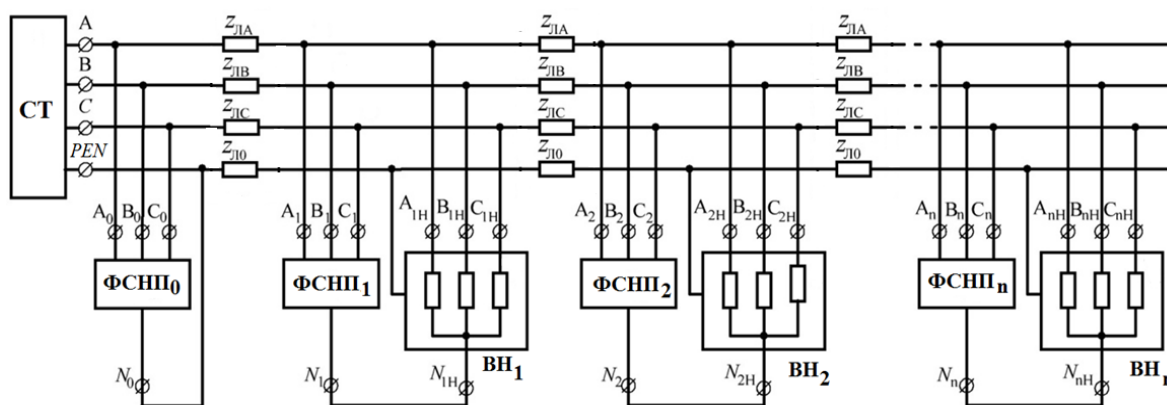 A z_ЛА z_ЛА z_ЛА
B z_ЛВ z_ЛВ z_ЛВ
СТ C z_ЛС z_ЛС z_ЛС
PEN z_Л0 z_Л0 z_Л0
A₀ B₀ C₀ A₁ B₁ C₁ A₁Н B₁Н C₁Н A₂ B₂ C₂ A₂Н B₂Н C₂Н Aₙ Bₙ Cₙ AₙН BₙН CₙН
ФСНП₀ ФСНП₁ ФСНП₂ ФСНПₙ
N₀ N₁ N₁Н ВН₁ N₂ N₂Н ВН₂ Nₙ NₙН ВНₙ